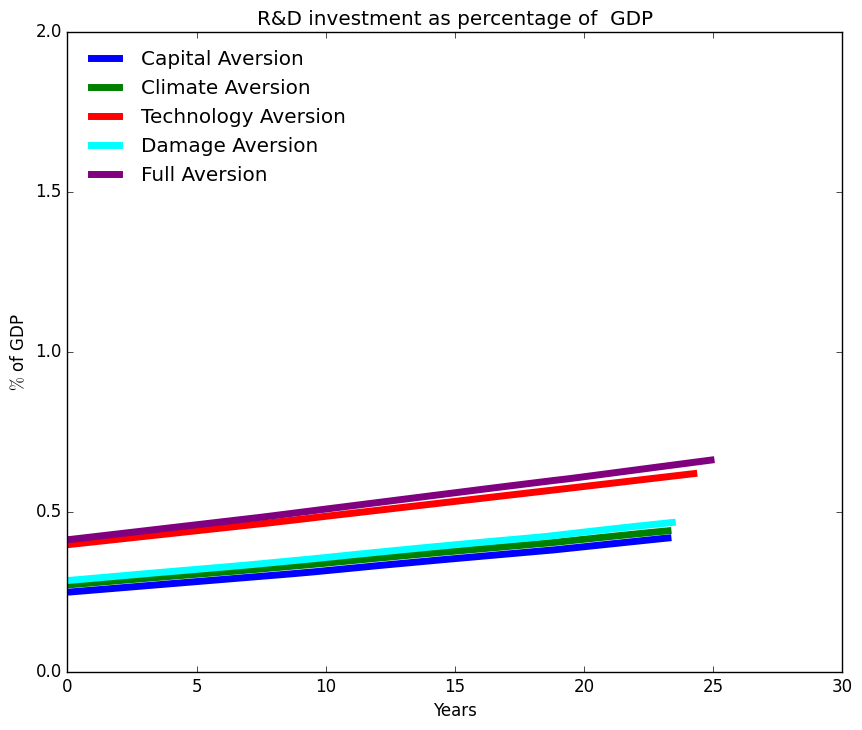 R&D investment as percentage of  GDP
2.0
1.5
1.0
0.5
0.0
% of GDP
Capital Aversion
Climate Aversion
Technology Aversion
Damage Aversion
Full Aversion
0 5 10 15 20 25 30
Years